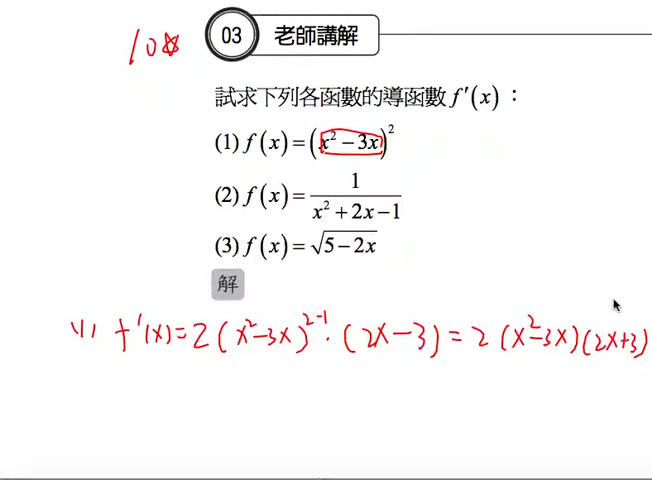 10☆ 03 老師講解
試求下列各函數的導函數 f'(x)：
(1) f(x)=(x²-3x)²
(2) f(x)=1/(x²+2x-1)
(3) f(x)=√(5-2x)
解
(1) f'(x)=2(x²-3x)²⁻¹·(2x-3)=2(x²-3x)(2x+3)